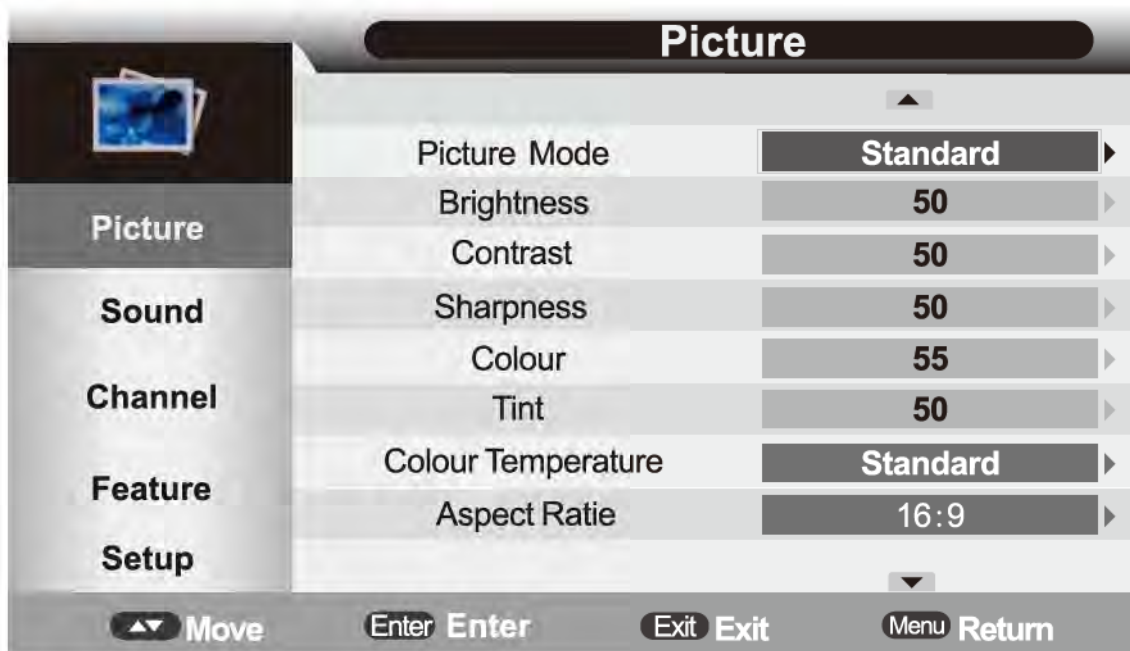 Picture
Picture Mode Standard
Picture
Brightness 50
Contrast 50
Sound
Sharpness 50
Colour 55
Channel
Tint 50
Colour Temperature Standard
Feature
Aspect Ratie 16:9
Setup
Move Enter Enter Exit Exit Menu Return